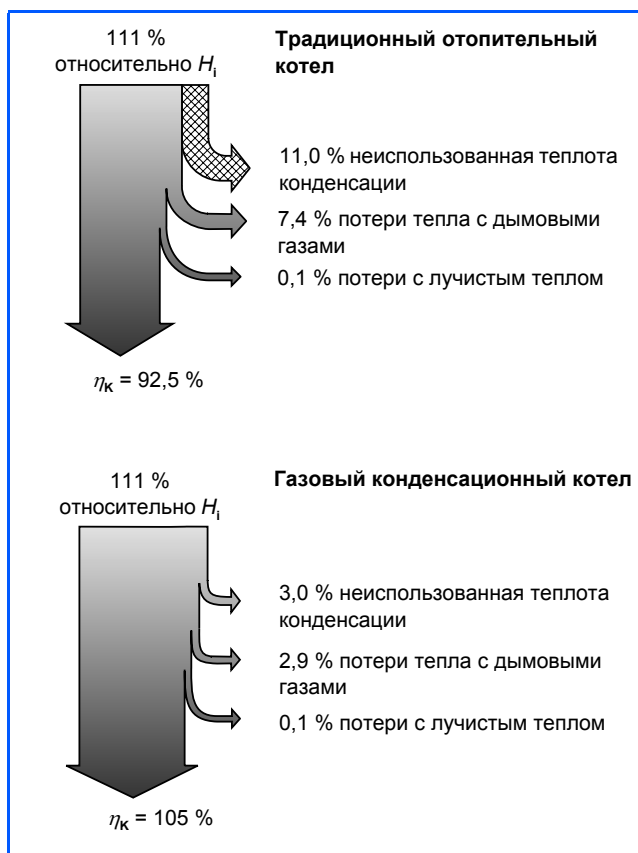 111 %
относительно Hi
Традиционный отопительный
котел
11,0 % неиспользованная теплота
конденсации
7,4 % потери тепла с дымовыми
газами
0,1 % потери с лучистым теплом
ηK = 92,5 %
111 %
относительно Hi
Газовый конденсационный котел
3,0 % неиспользованная теплота
конденсации
2,9 % потери тепла с дымовыми
газами
0,1 % потери с лучистым теплом
ηK = 105 %